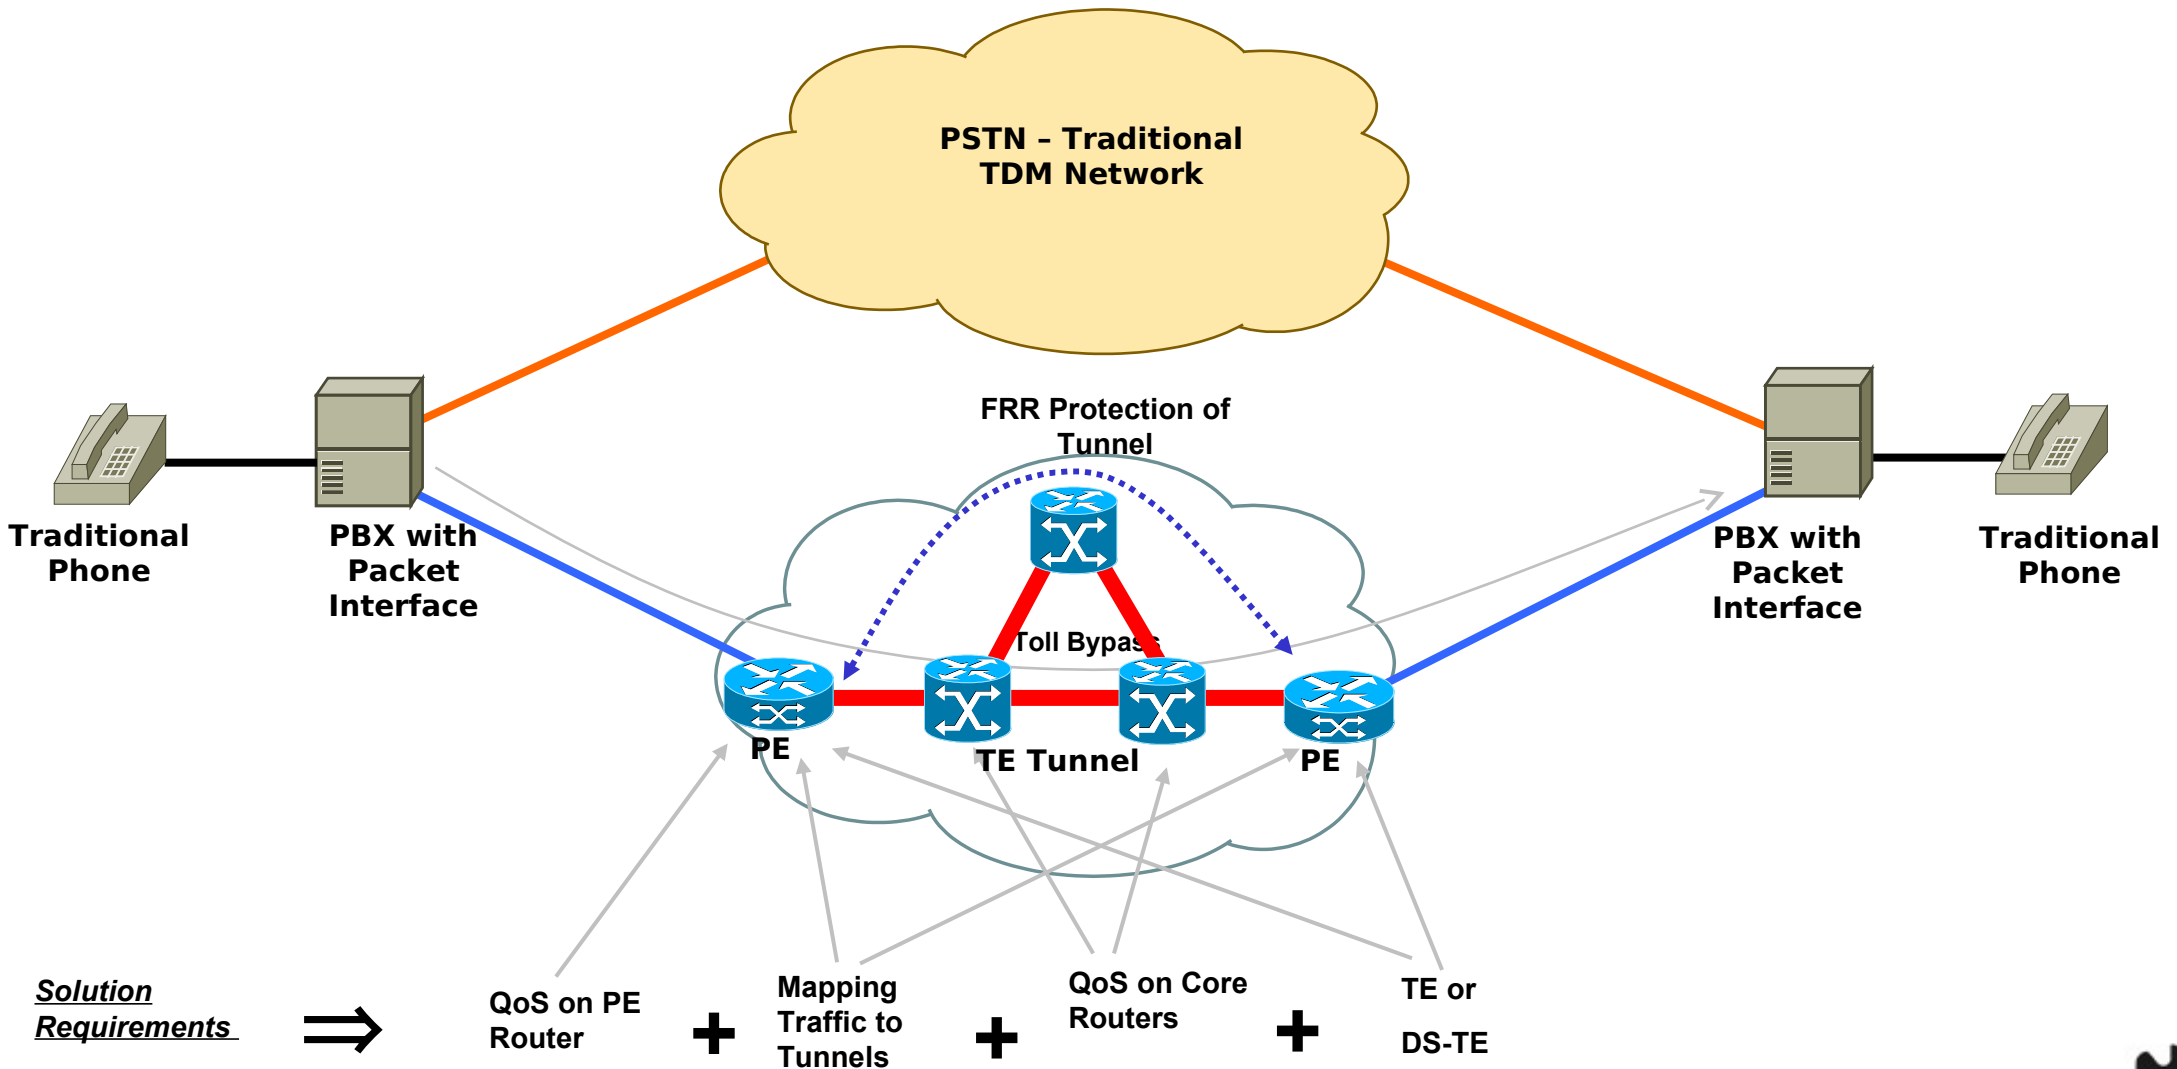 PSTN – Traditional
TDM Network
FRR Protection of
Tunnel
Traditional
Phone
PBX with
Packet
Interface
PBX with
Packet
Interface
Traditional
Phone
Toll Bypass
PE
TE Tunnel
PE
Solution
Requirements
⇒
QoS on PE
Router
+
Mapping
Traffic to
Tunnels
+
QoS on Core
Routers
+
TE or
DS-TE